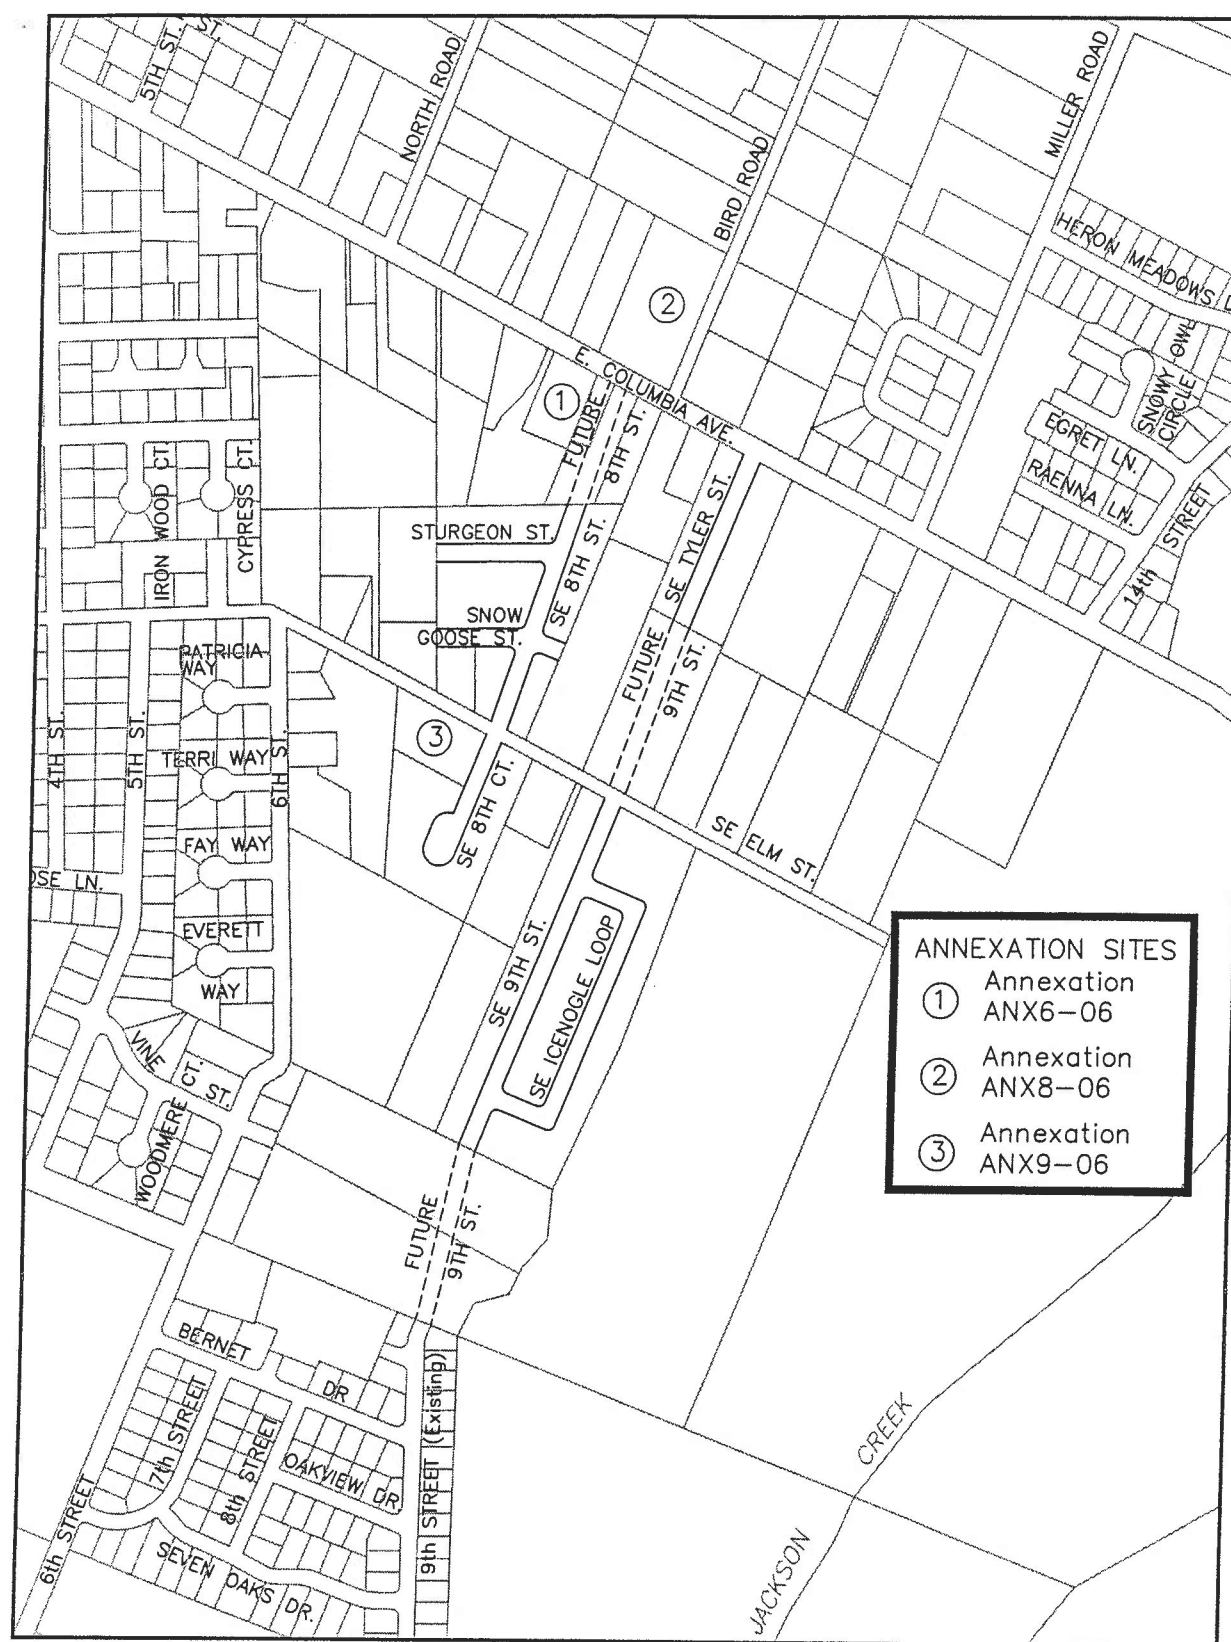 5TH ST.
ST.
NORTH ROAD
BIRD ROAD
MILLER ROAD
HERON MEADOWS
SNOWY OWL
CIRCLE
EGRET LN.
RAENNA LN.
14th STREET
2
1
E. COLUMBIA AVE.
FUTURE
8TH ST.
SE TYLER ST.
IRON WOOD CT.
CYPRESS CT.
STURGEON ST.
SE 8TH ST.
SNOW
GOOSE ST.
FUTURE
9TH ST.
PATRICIA
WAY
4TH ST.
5TH ST.
TERRI WAY
6TH ST.
3
SE 8TH CT.
FAY WAY
SE ELM ST.
OSE LN.
EVERETT
WAY
SE 9TH ST.
SE ICENOGLE LOOP
VINE
ST.
WOODMERE CT.
ANNEXATION SITES
1 Annexation
ANX6-06
2 Annexation
ANX8-06
3 Annexation
ANX9-06
FUTURE
9TH ST.
BERNET
DR
7th STREET
8th STREET
OAKVIEW DR.
9th STREET (Existing)
6th STREET
SEVEN OAKS DR.
JACKSON
CREEK